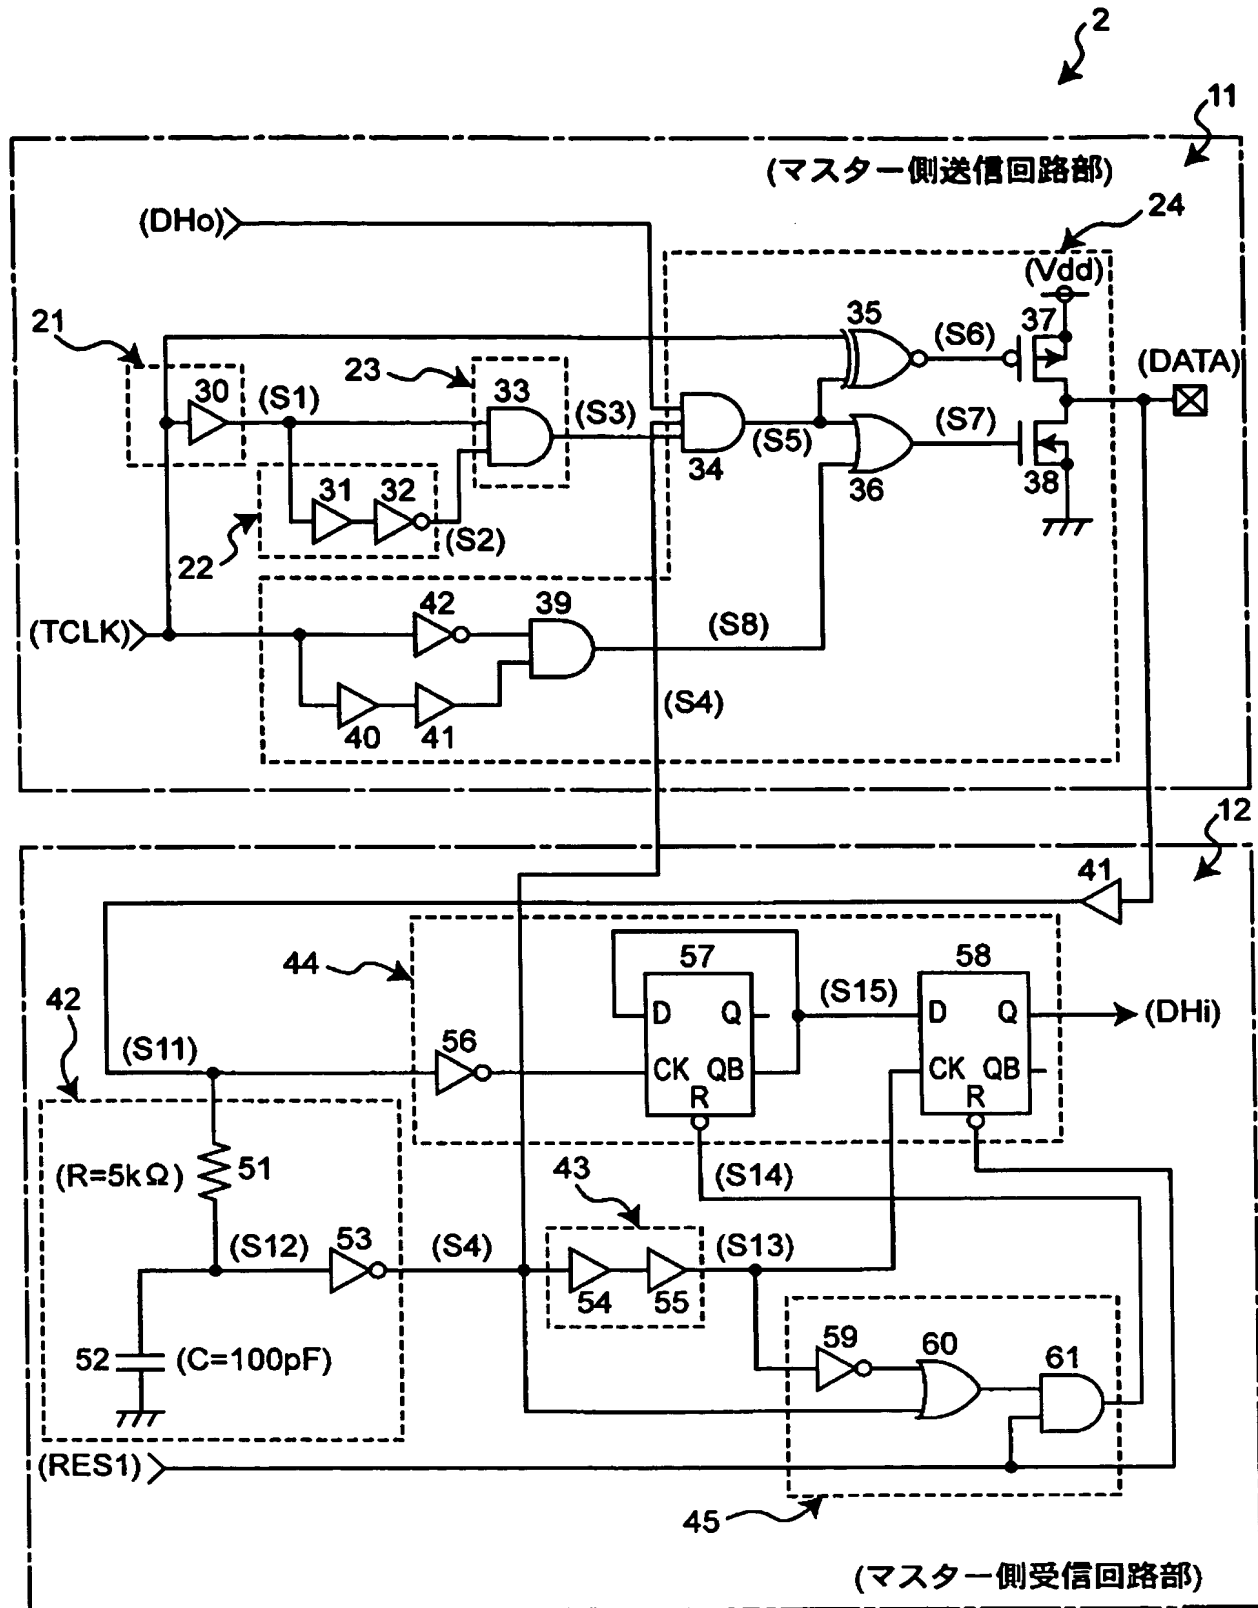 2
11
(マスター側送信回路部)
(DHo)
24
(Vdd)
21
35
(S6)
37
(DATA)
23
30
(S1)
33
(S3)
(S5)
(S7)
34
36
38
31
32
(S2)
22
42
39
(TCLK)
(S8)
(S4)
40
41
12
41
44
57
58
42
(S15)
D
Q
D
Q
(DHi)
(S11)
56
CK
QB
CK
QB
R
R
(R=5kΩ)
51
(S14)
43
(S12)
53
(S4)
(S13)
54
55
59
60
61
52
(C=100pF)
(RES1)
45
(マスター側受信回路部)